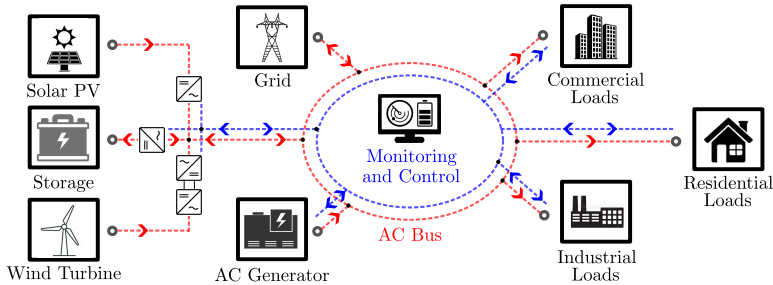 Solar PV
Grid
Commercial
Loads
Storage
Monitoring
and Control
Residential
Loads
Wind Turbine
AC Generator
AC Bus
Industrial
Loads